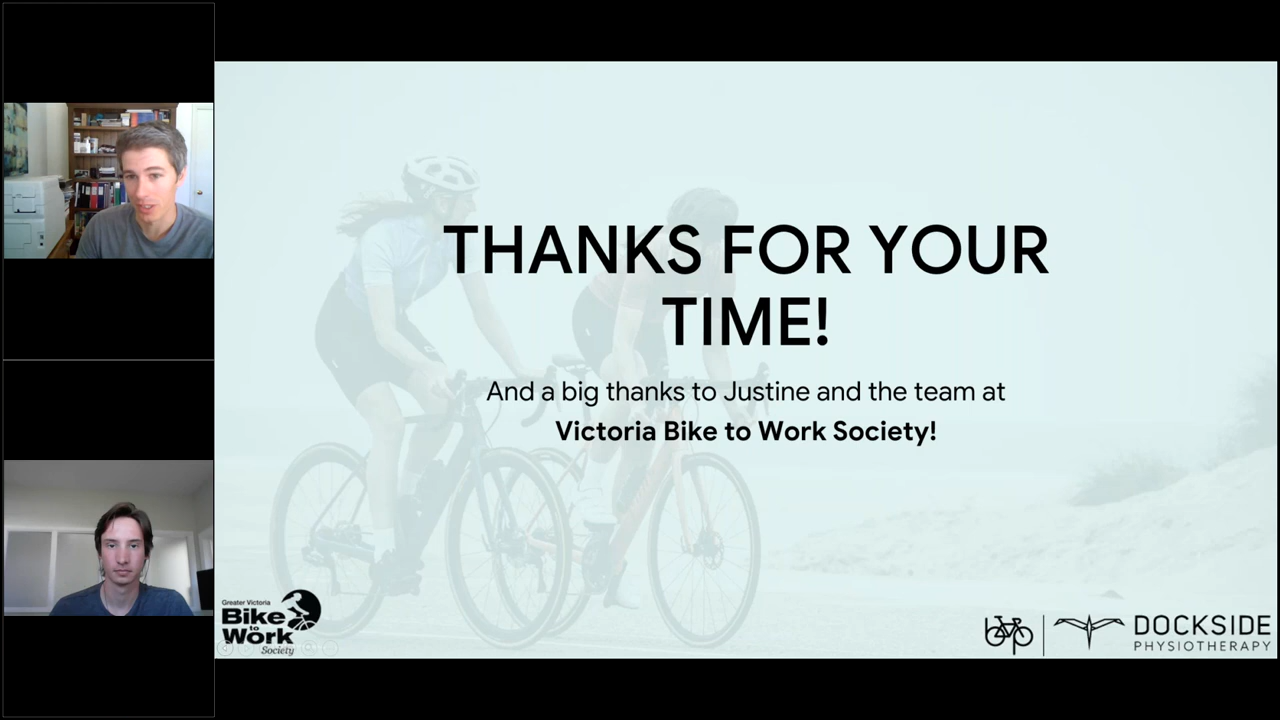 THANKS FOR YOUR
TIME!
And a big thanks to Justine and the team at
Victoria Bike to Work Society!
Greater Victoria
Bike
to
Work
Society
DOCKSIDE
PHYSIOTHERAPY